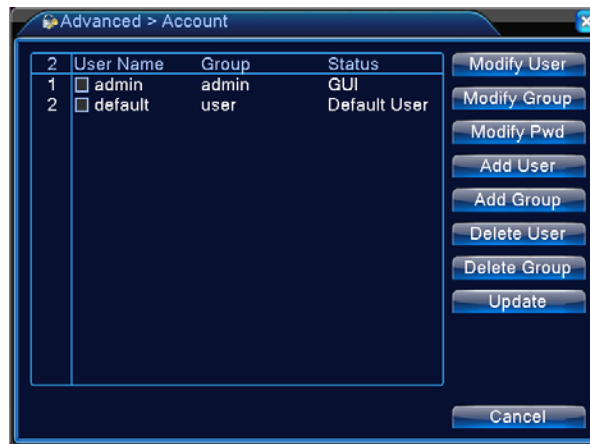 Advanced > Account
2 User Name Group Status
1 admin admin GUI
2 default user Default User
Modify User
Modify Group
Modify Pwd
Add User
Add Group
Delete User
Delete Group
Update
Cancel